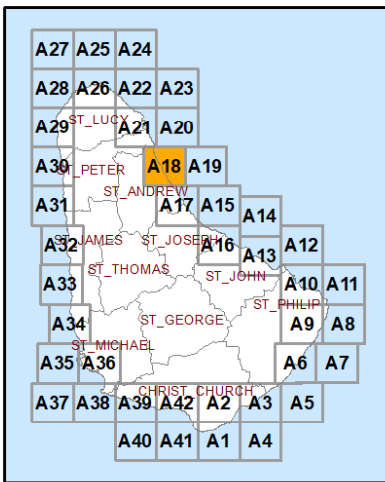 A27 A25 A24
A28 A26 A22 A23
A29 ST_LUCY A21 A20
A30 ST_PETER A18 A19
ST_ANDREW
A31 A17 A15 A14
A32 ST_JAMES ST_JOSEPH A16 A13 A12
A33 ST_THOMAS ST_JOHN A10 A11
ST_PHILIP
A34 ST_GEORGE A9 A8
ST_MICHAEL
A35 A36 A6 A7
CHRIST_CHURCH
A37 A38 A39 A42 A2 A3 A5
A40 A41 A1 A4